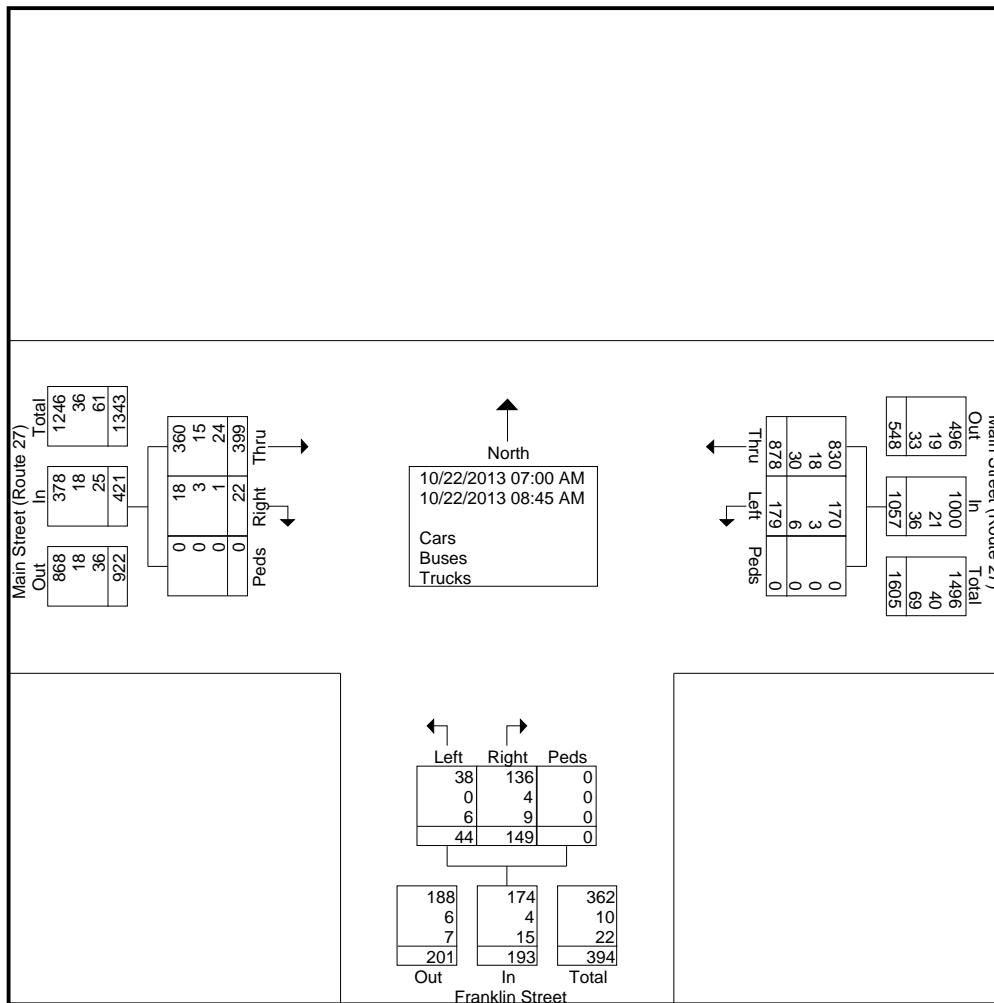 Main Street (Route 27)
Out In Total
868 378 1246
18 18 36
36 25 61
922 421 1343
0 18 360
0 3 15
0 1 24
0 22 399
Peds Right Thru
North
10/22/2013 07:00 AM
10/22/2013 08:45 AM
Cars
Buses
Trucks
Main Street (Route 27)
Out In Total
496 1000 1496
19 21 40
33 36 69
548 1057 1605
830 170 0
18 3 0
30 6 0
878 179 0
Thru Left Peds
Left Right Peds
38 136 0
0 4 0
6 9 0
44 149 0
188 174 362
6 4 10
7 15 22
201 193 394
Out In Total
Franklin Street